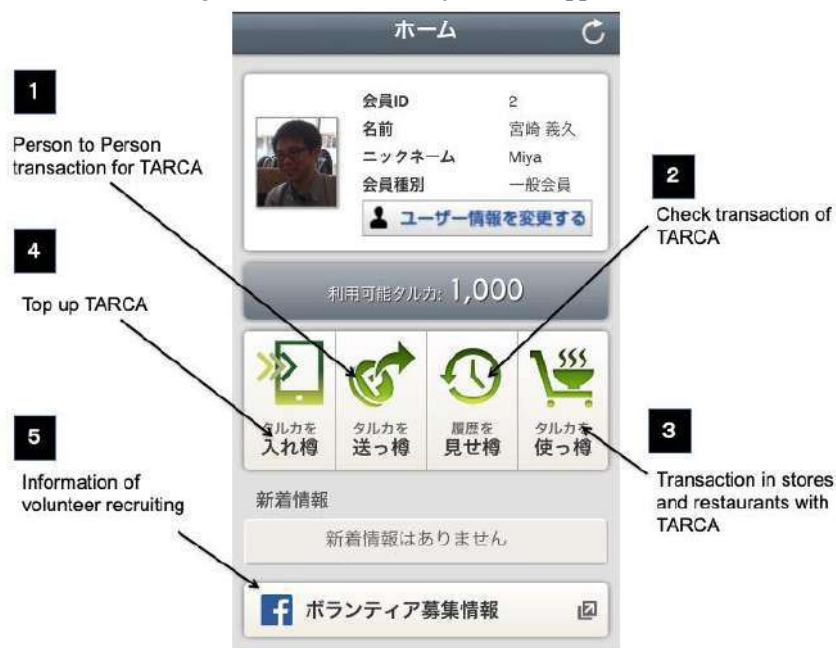 ホーム
1
Person to Person
transaction for TARCA
会員ID 2
名前 宮崎 義久
ニックネーム Miya
会員種別 一般会員
ユーザー情報を変更する
2
Check transaction of
TARCA
4
Top up TARCA
利用可能タルカ: 1,000
タルカを
入れ樽
タルカを
送っ樽
履歴を
見せ樽
タルカを
使っ樽
3
Transaction in stores
and restaurants with
TARCA
5
Information of
volunteer recruiting
新着情報
新着情報はありません
f ボランティア募集情報